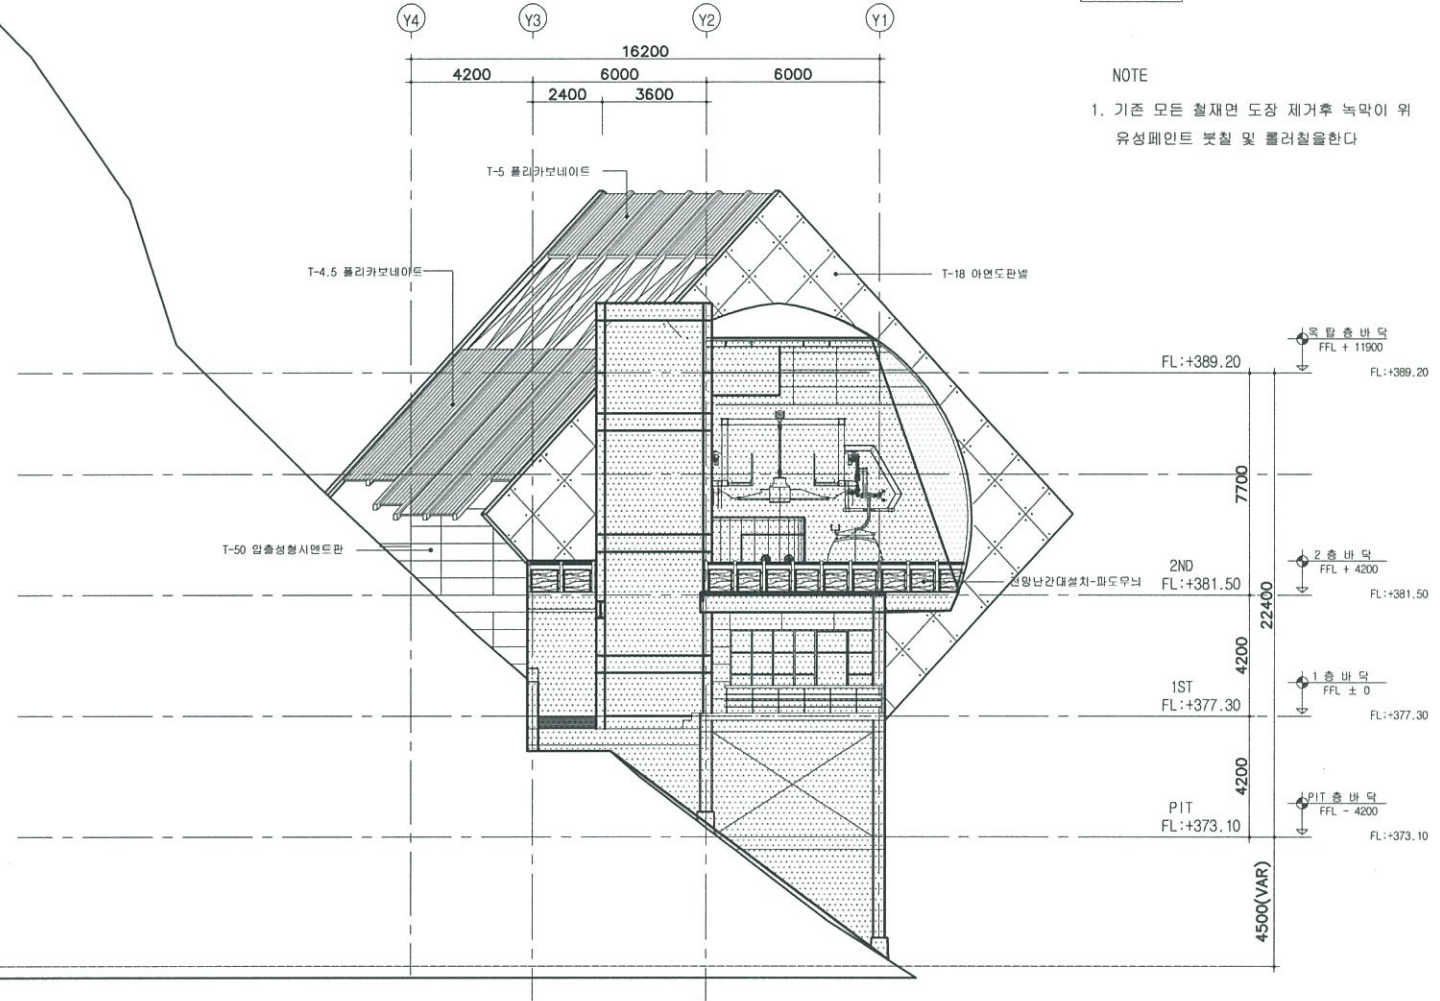 Y4 Y3 Y2 Y1
16200
4200 6000 6000
2400 3600
NOTE
1. 기존 모든 철재면 도장 제거후 녹막이 위
유성페인트 붓칠 및 롤러칠을한다
T-5 폴리카보네이트
T-4.5 폴리카보네이트
T-18 아연도판넬
T-50 압출성형시멘트판
전망난간대설치-파도무늬
옥 탑 층 바 닥
FFL + 11900
FL:+389.20
FL:+389.20
7700
2 층 바 닥
FFL + 4200
2ND
FL:+381.50
FL:+381.50
22400
4200
1 층 바 닥
FFL ± 0
1ST
FL:+377.30
FL:+377.30
4200
PIT 층 바 닥
FFL - 4200
PIT
FL:+373.10
FL:+373.10
4500(VAR)